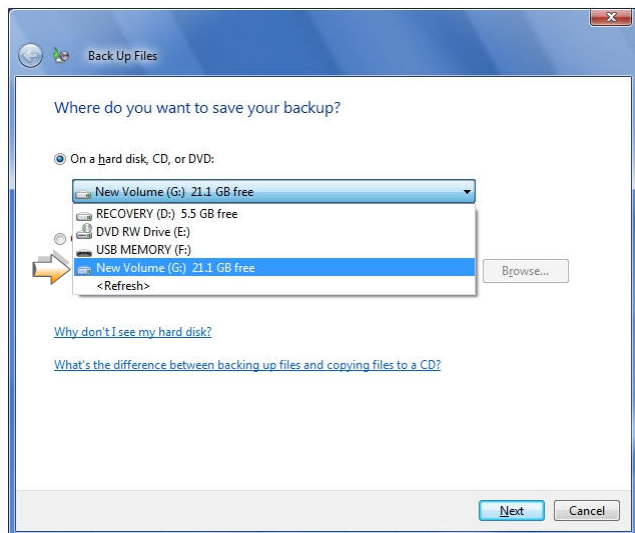 Back Up Files
Where do you want to save your backup?
On a hard disk, CD, or DVD:
New Volume (G:) 21.1 GB free
RECOVERY (D:) 5.5 GB free
DVD RW Drive (E:)
USB MEMORY (F:)
New Volume (G:) 21.1 GB free
<Refresh>
Browse...
Why don't I see my hard disk?
What's the difference between backing up files and copying files to a CD?
Next
Cancel